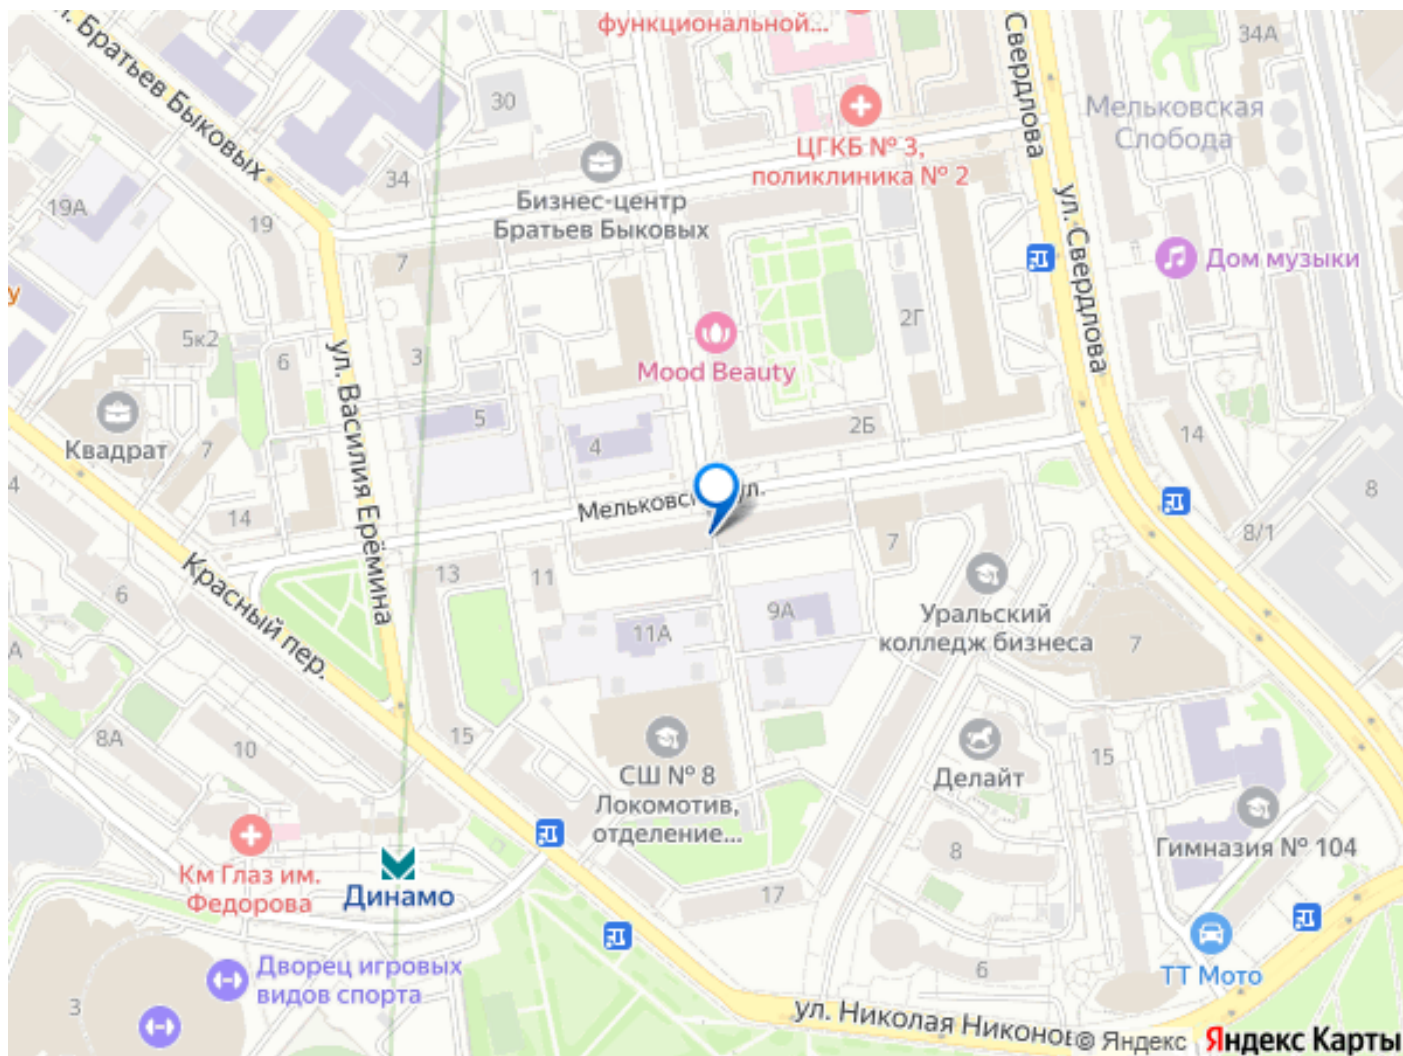 функциональной...
ул. Братьев Быковых
Свердлова
34А
30
ЦГКБ № 3,
поликлиника № 2
Мельковская
Слобода
34
Бизнес-центр
Братьев Быковых
19А
19
7
ул. Свердлова
Дом музыки
у
5к2
6
3
2Г
ул. Василия Ерёмина
Mood Beauty
Квадрат
7
5
4
2Б
14
4
14
8
8/1
13
11
7
6
Красный пер.
11А
9А
Уральский
колледж бизнеса
7
А
8А
10
15
СШ № 8
Локомотив,
отделение...
Делайт
15
8
Гимназия № 104
Км Глаз им.
Федорова
Динамо
17
Дворец игровых
видов спорта
3
6
ТТ Мото
ул. Николая
© Яндекс
Яндекс Карты